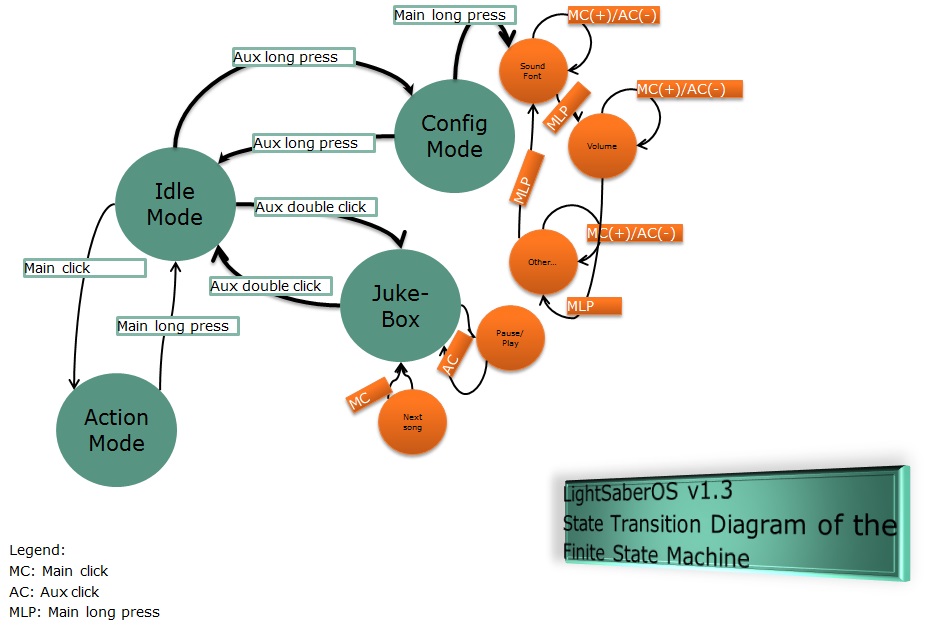 Main long press
MC(+)/AC(-)
Aux long press
Sound
Font
MC(+)/AC(-)
MLP
Config
Mode
Aux long press
Volume
Idle
Mode
MLP
Aux double click
MC(+)/AC(-)
Main click
Other...
Aux double click
Juke-
Box
MLP
Main long press
Pause/
Play
AC
MC
Action
Mode
Next
song
LightSaberOS v1.3
State Transition Diagram of the
Finite State Machine
Legend:
MC: Main click
AC: Aux click
MLP: Main long press